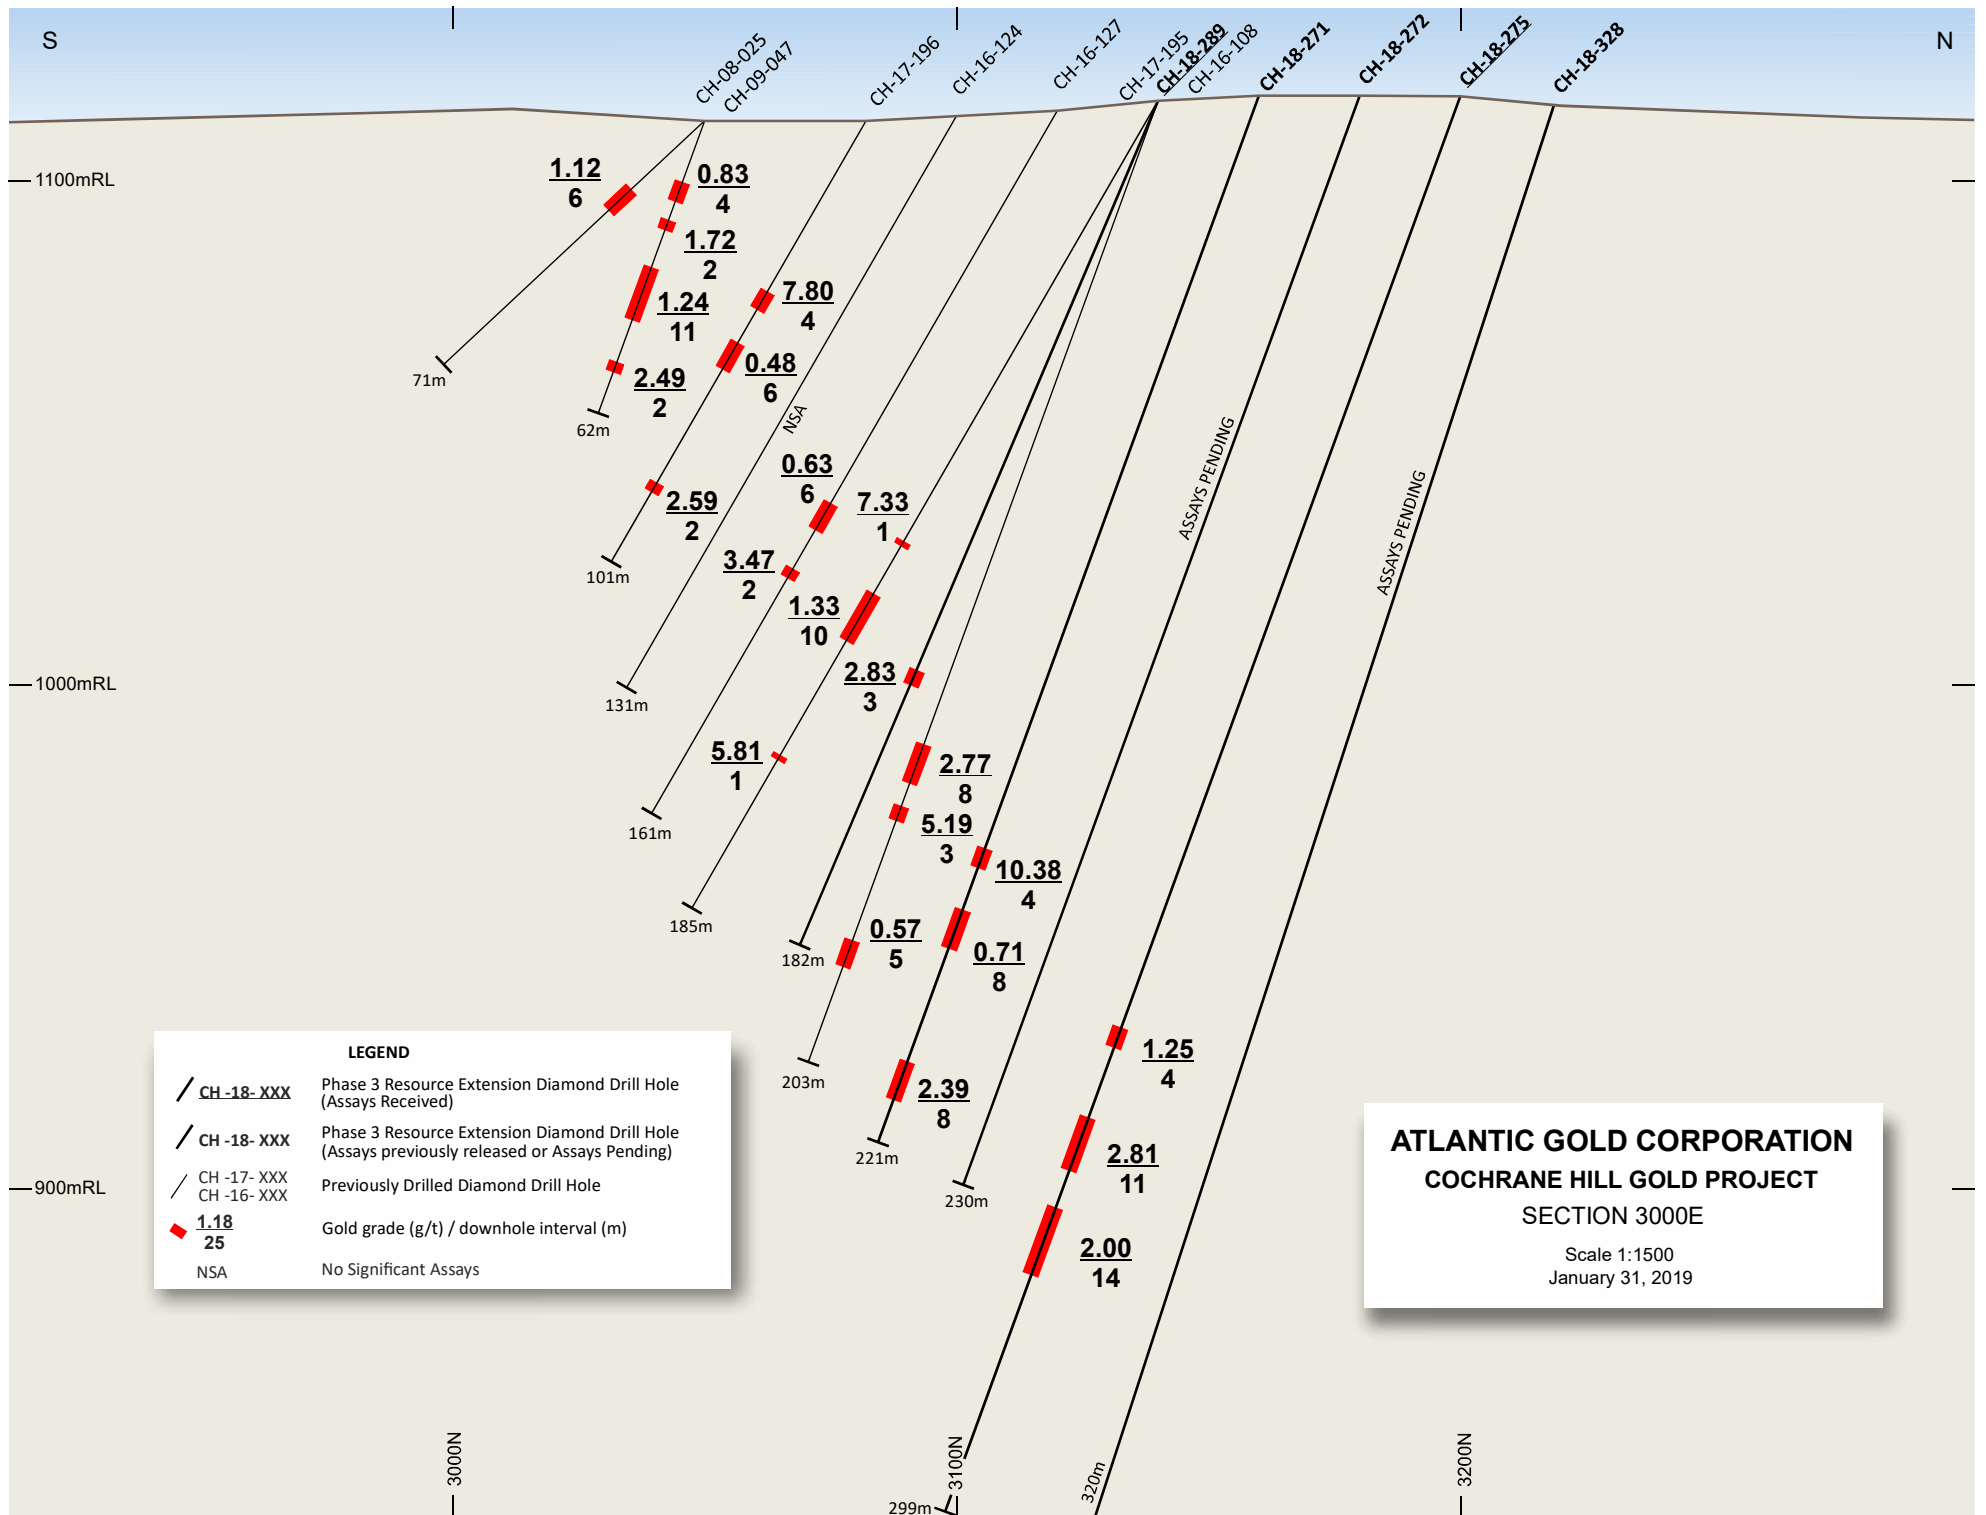 S
N
CH-08-025
CH-09-047
CH-17-196
CH-16-124
CH-16-127
CH-17-195
CH-18-289
CH-16-108
CH-18-271
CH-18-272
CH-18-275
CH-18-328
1100mRL
1.12
6
0.83
4
1.72
2
1.24
11
7.80
4
0.48
6
71m
2.49
2
62m
NSA
ASSAYS PENDING
ASSAYS PENDING
0.63
6
7.33
1
2.59
2
3.47
2
101m
1.33
10
1000mRL
2.83
3
131m
5.81
1
2.77
8
161m
5.19
3
10.38
4
185m
0.57
5
182m
0.71
8
1.25
4
203m
2.39
8
221m
2.81
11
900mRL
230m
2.00
14
LEGEND
CH -18- XXX
Phase 3 Resource Extension Diamond Drill Hole
(Assays Received)
CH -18- XXX
Phase 3 Resource Extension Diamond Drill Hole
(Assays previously released or Assays Pending)
CH -17- XXX
CH -16- XXX
Previously Drilled Diamond Drill Hole
1.18
25
Gold grade (g/t) / downhole interval (m)
NSA
No Significant Assays
ATLANTIC GOLD CORPORATION
COCHRANE HILL GOLD PROJECT
SECTION 3000E
Scale 1:1500
January 31, 2019
3000N
3100N
3200N
299m
320m